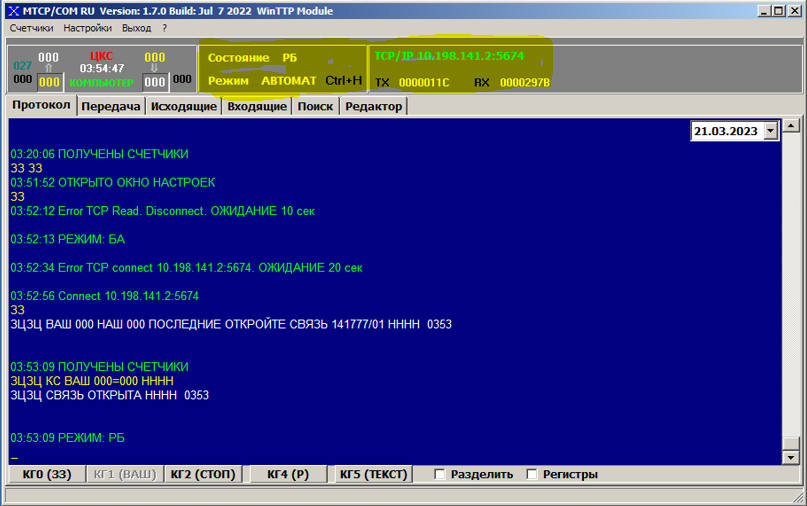 MTCP/COM RU Version: 1.7.0 Build: Jul 7 2022 WinTTP Module
Счетчики Настройки Выход ?
027 000 ЦКС 000
03:54:47
000 000 КОМПЬЮТЕР 000 000
Состояние РБ
Режим АВТОМАТ Ctrl+H
TCP/IP 10.198.141.2:5674
TX 0000011C RX 0000297B
Протокол Передача Исходящие Входящие Поиск Редактор
21.03.2023
03:20:06 ПОЛУЧЕНЫ СЧЕТЧИКИ
ЗЗ ЗЗ
03:51:52 ОТКРЫТО ОКНО НАСТРОЕК
ЗЗ
03:52:12 Error TCP Read. Disconnect. ОЖИДАНИЕ 10 сек
03:52:13 РЕЖИМ: БА
03:52:34 Error TCP connect 10.198.141.2:5674. ОЖИДАНИЕ 20 сек
03:52:56 Connect 10.198.141.2:5674
ЗЗ
ЗЦЗЦ ВАШ 000 НАШ 000 ПОСЛЕДНИЕ ОТКРОЙТЕ СВЯЗЬ 141777/01 НННН 0353
03:53:09 ПОЛУЧЕНЫ СЧЕТЧИКИ
ЗЦЗЦ КС ВАШ 000=000 НННН
ЗЦЗЦ СВЯЗЬ ОТКРЫТА НННН 0353
03:53:09 РЕЖИМ: РБ
КГ0 (ЗЗ) КГ1 (ВАШ) КГ2 (СТОП) КГ4 (Р) КГ5 (ТЕКСТ) Разделить Регистры